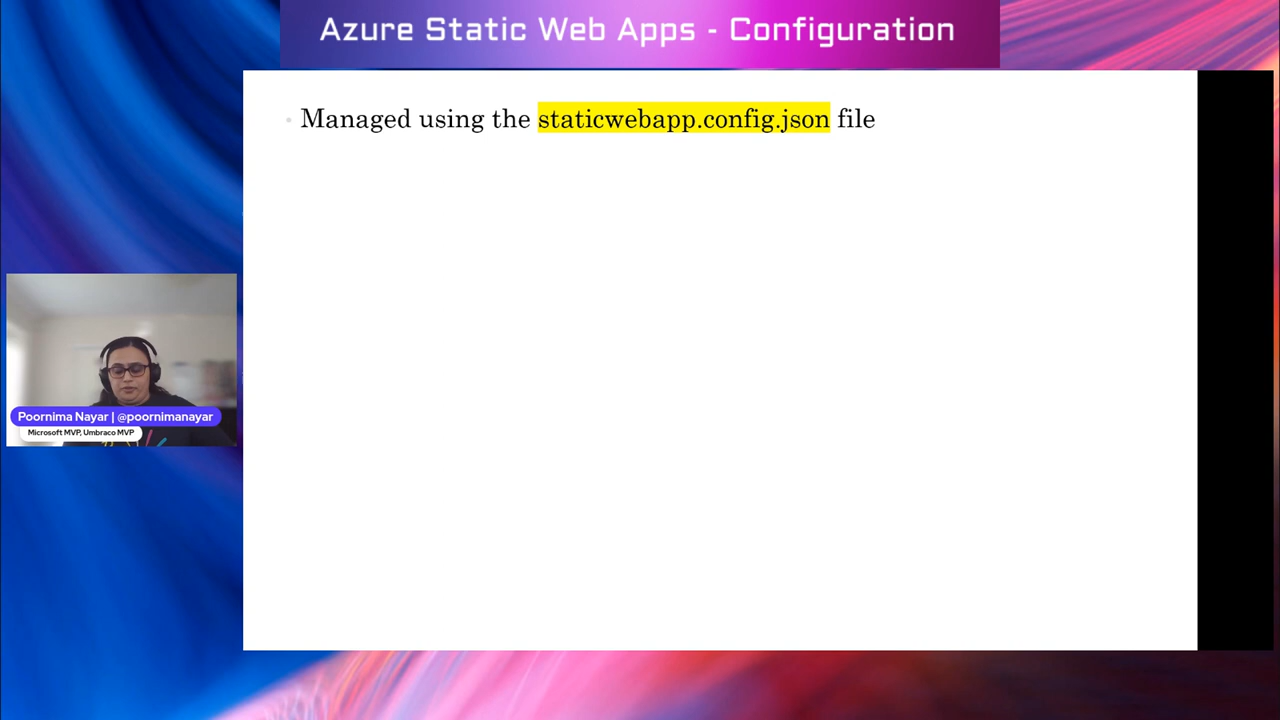 Azure Static Web Apps - Configuration
Managed using the staticwebapp.config.json file
Poornima Nayar | @poornimanayar
Microsoft MVP, Umbraco MVP